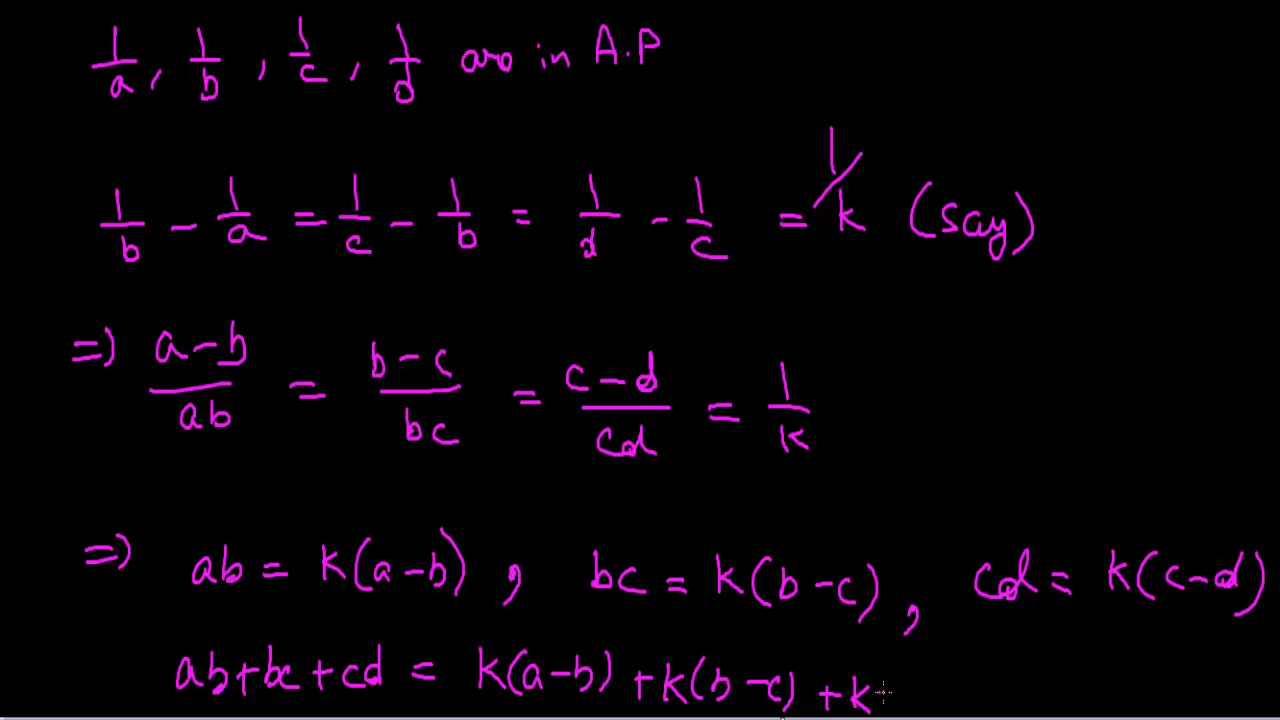 1/a, 1/b, 1/c, 1/d are in A.P
1/b - 1/a = 1/c - 1/b = 1/d - 1/c = 1/k (say)
=> a-b/ab = b-c/bc = c-d/cd = 1/k
=> ab = k(a-b), bc = k(b-c), cd = k(c-d)
ab+bc+cd = k(a-b) +k(b-c) +k